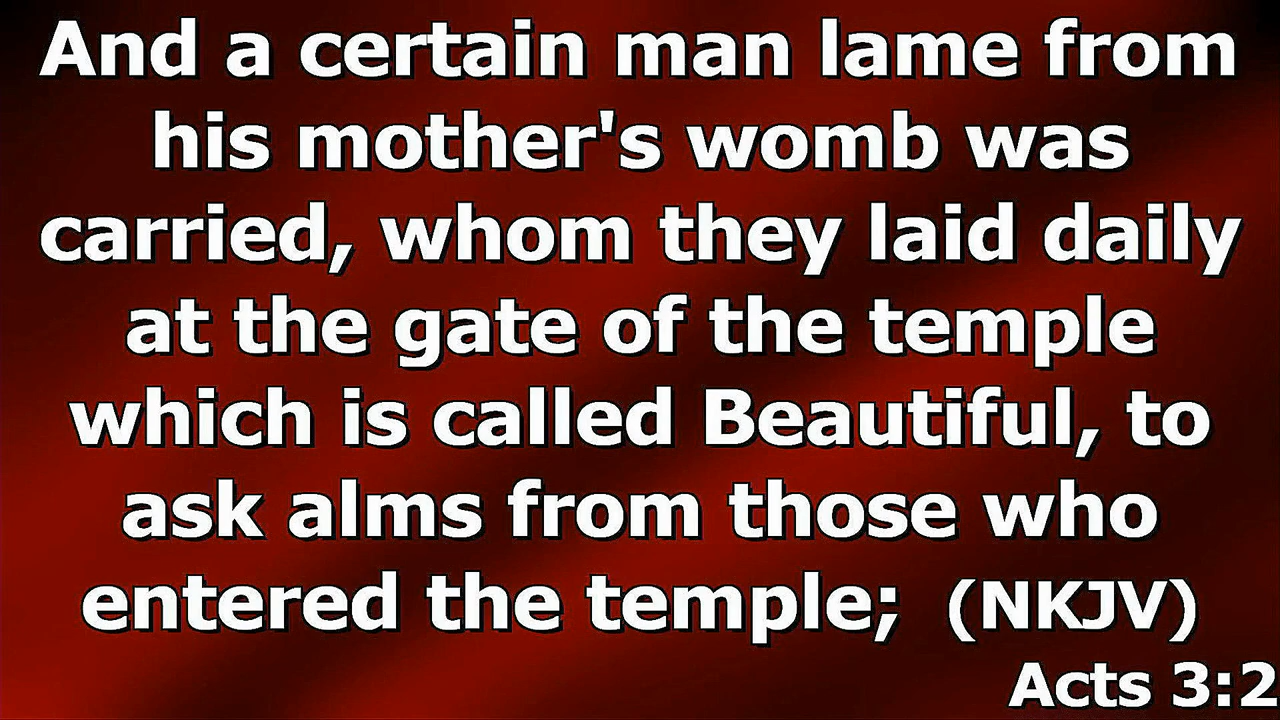 And a certain man lame from
his mother's womb was
carried, whom they laid daily
at the gate of the temple
which is called Beautiful, to
ask alms from those who
entered the temple; (NKJV)
Acts 3:2